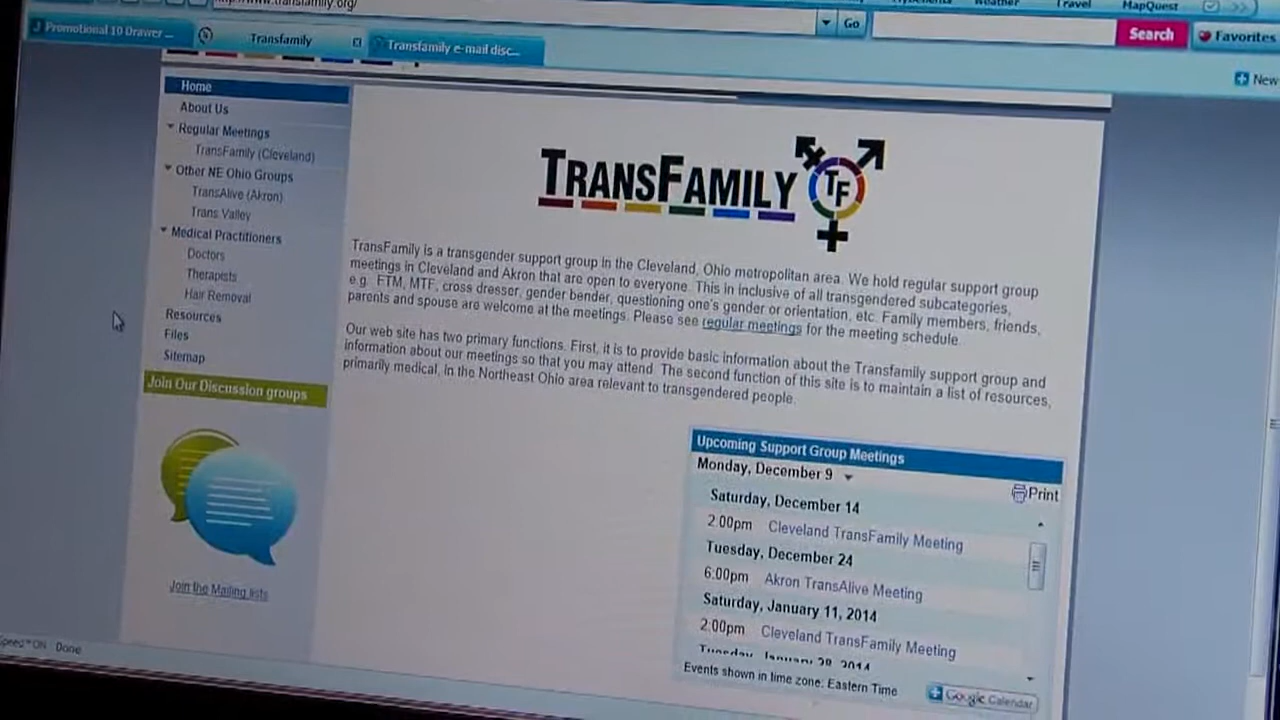 http://www.transfamily.org/
Go
Weather
Travel
MapQuest
Search
Favorites
Promotional 10 Drawer ...
Transfamily
Transfamily e-mail disc...
New
Home
About Us
Regular Meetings
TransFamily (Cleveland)
Other NE Ohio Groups
TransAlive (Akron)
Trans Valley
Medical Practitioners
Doctors
Therapists
Hair Removal
Resources
Files
Sitemap
Join Our Discussion groups
Join the Mailing lists
TRANSFAMILY TF
TransFamily is a transgender support group in the Cleveland, Ohio metropolitan area. We hold regular support group
meetings in Cleveland and Akron that are open to everyone. This in inclusive of all transgendered subcategories,
e.g. FTM, MTF, cross dresser, gender bender, questioning one's gender or orientation, etc. Family members, friends,
parents and spouse are welcome at the meetings. Please see regular meetings for the meeting schedule.
Our web site has two primary functions. First, it is to provide basic information about the Transfamily support group and
information about our meetings so that you may attend. The second function of this site is to maintain a list of resources,
primarily medical, in the Northeast Ohio area relevant to transgendered people.
Upcoming Support Group Meetings
Monday, December 9
Print
Saturday, December 14
2:00pm Cleveland TransFamily Meeting
Tuesday, December 24
6:00pm Akron TransAlive Meeting
Saturday, January 11, 2014
2:00pm Cleveland TransFamily Meeting
Tuesday, January 28, 2014
Events shown in time zone: Eastern Time
Google Calendar
ON Done